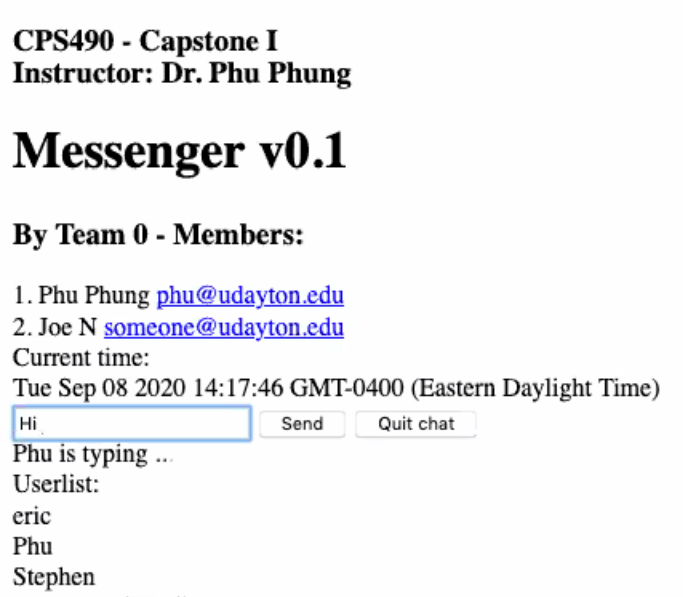 CPS490 - Capstone I
Instructor: Dr. Phu Phung
Messenger v0.1
By Team 0 - Members:
1. Phu Phung phu@udayton.edu
2. Joe N someone@udayton.edu
Current time:
Tue Sep 08 2020 14:17:46 GMT-0400 (Eastern Daylight Time)
Hi Send Quit chat
Phu is typing ...
Userlist:
eric
Phu
Stephen